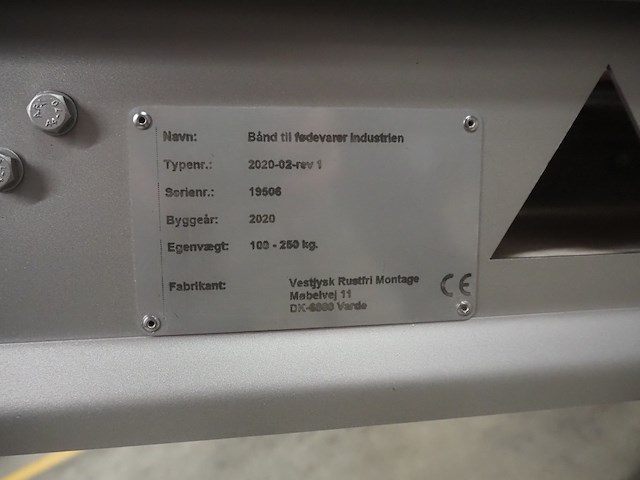 Navn: Bånd til fødevarer industrien
Typenr.: 2020-02-rev 1
Serienr.: 19506
Byggeår: 2020
Egenvægt: 100 - 250 kg.
Fabrikant: Vestjysk Rustfri Montage
Møbelvej 11
DK-6800 Varde
CE